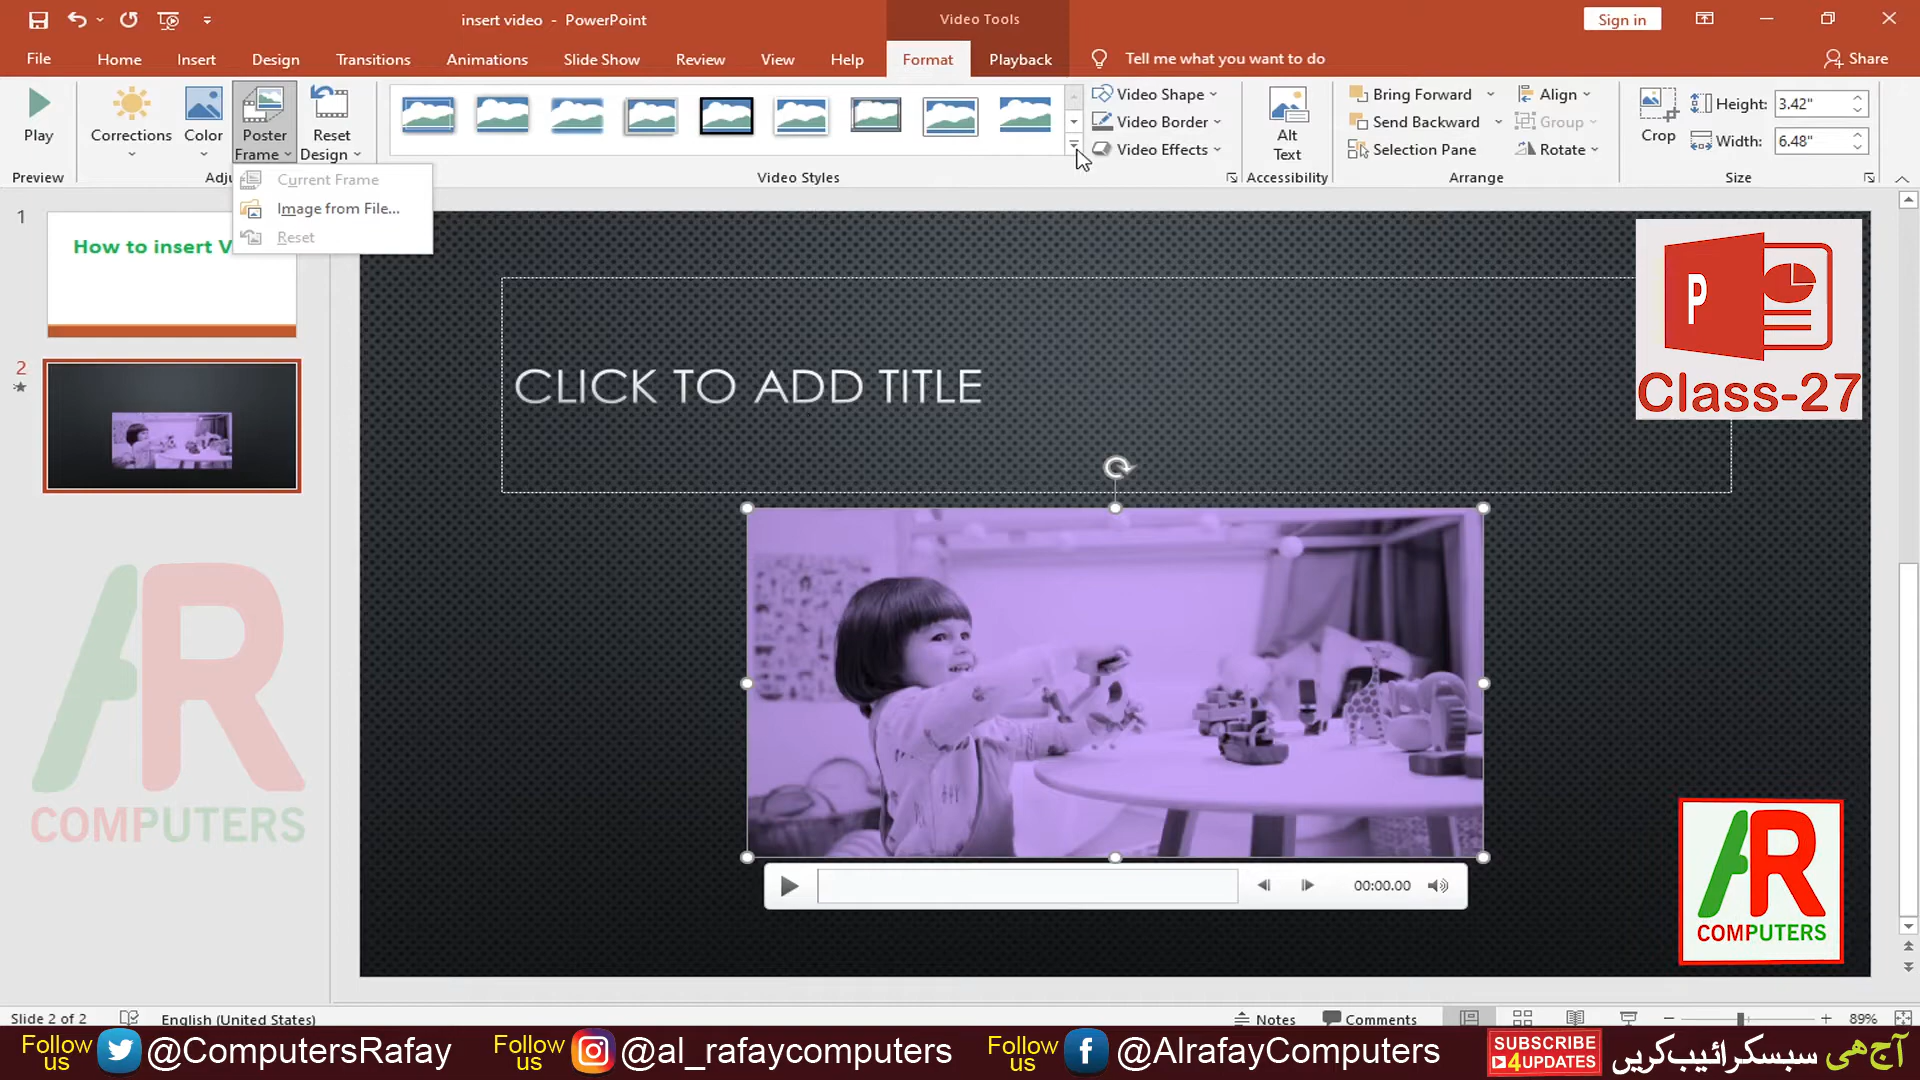 insert video - PowerPoint
Video Tools
Sign in
File
Home
Insert
Design
Transitions
Animations
Slide Show
Review
View
Help
Format
Playback
Tell me what you want to do
Share
Play
Corrections
Color
Poster
Frame
Reset
Design
Video Shape
Video Border
Video Effects
Alt
Text
Bring Forward
Send Backward
Selection Pane
Align
Group
Rotate
Crop
Height:
3.42"
Width:
6.48"
Preview
Adju
Video Styles
Accessibility
Arrange
Size
Current Frame
Image from File...
Reset
1
How to insert V
2
CLICK TO ADD TITLE
P
Class-27
AR
COMPUTERS
00:00.00
AR
COMPUTERS
Slide 2 of 2
English (United States)
Notes
Comments
89%
Follow us @ComputersRafay
Follow us @al_rafaycomputers
Follow us @AlrafayComputers
SUBSCRIBE
4UPDATES
آج ھی سبسکرائیب کریں